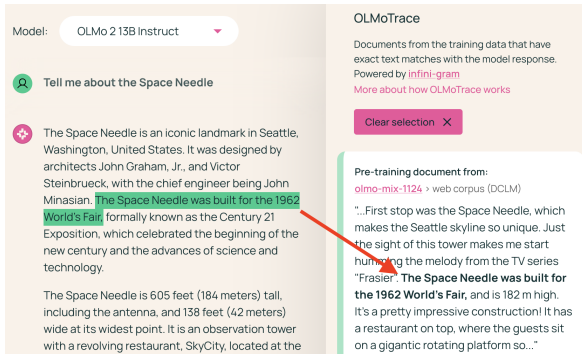 Model:
OLMo 2 13B Instruct
Tell me about the Space Needle
The Space Needle is an iconic landmark in Seattle,
Washington, United States. It was designed by
architects John Graham, Jr., and Victor
Steinbrueck, with the chief engineer being John
Minasian. The Space Needle was built for the 1962
World's Fair, formally known as the Century 21
Exposition, which celebrated the beginning of the
new century and the advances of science and
technology.
The Space Needle is 605 feet (184 meters) tall,
including the antenna, and 138 feet (42 meters)
wide at its widest point. It is an observation tower
with a revolving restaurant, SkyCity, located at the
OLMoTrace
Documents from the training data that have
exact text matches with the model response.
Powered by infini-gram
More about how OLMoTrace works
Clear selection
Pre-training document from:
olmo-mix-1124 > web corpus (DCLM)
"...First stop was the Space Needle, which
makes the Seattle skyline so unique. Just
the sight of this tower makes me start
humming the melody from the TV series
"Frasier". The Space Needle was built for
the 1962 World's Fair, and is 182 m high.
It's a pretty impressive construction! It has
a restaurant on top, where the guests sit
on a gigantic rotating platform so..."